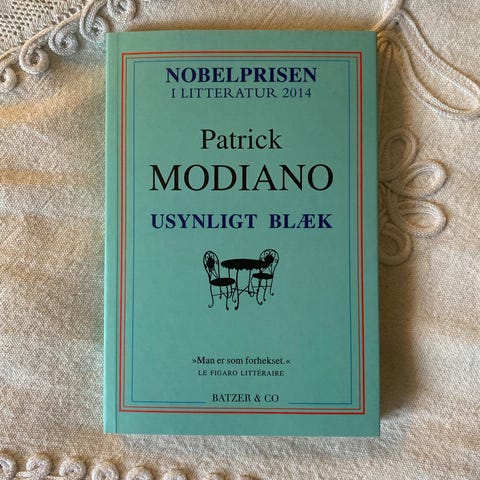 NOBELPRISEN
I LITTERATUR 2014
Patrick
MODIANO
USYNLIGT BLÆK
»Man er som forhekset.«
LE FIGARO LITTÉRAIRE
BATZER & CO